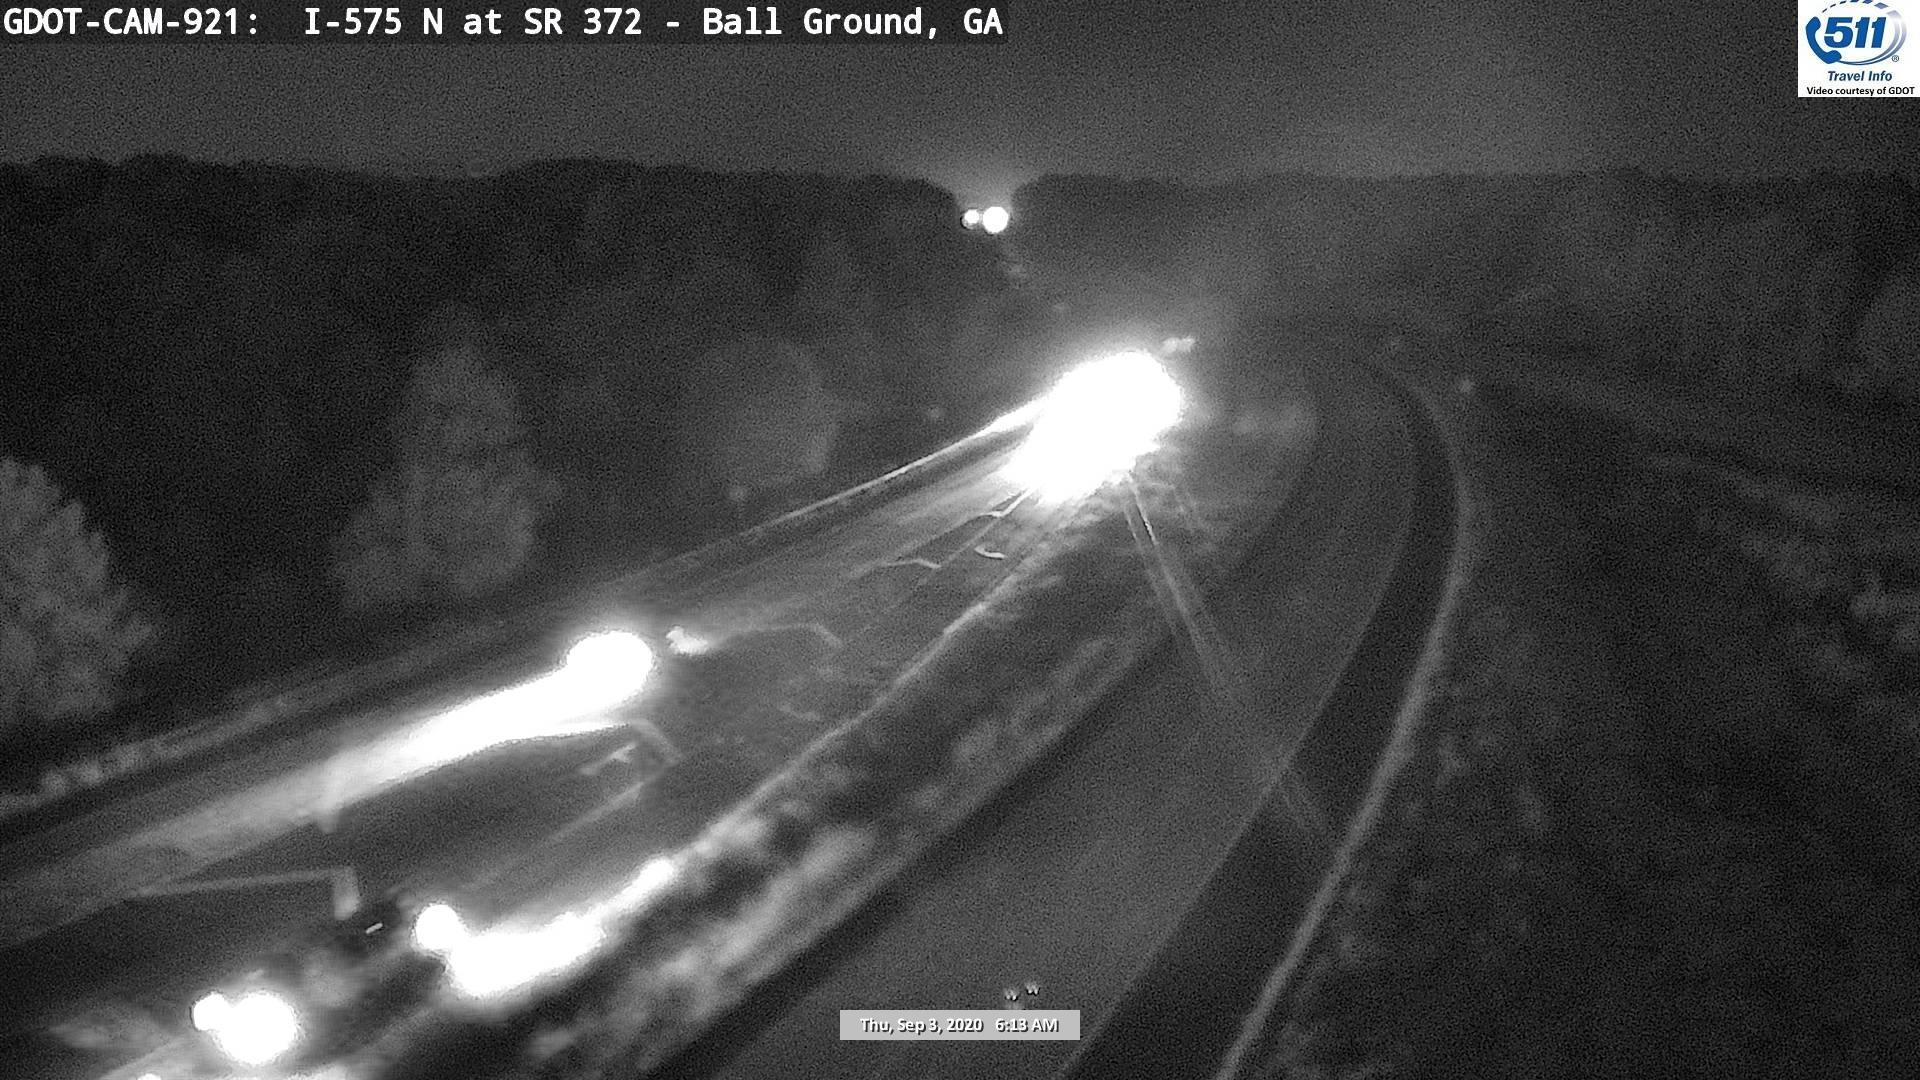 GDOT-CAM-921: I-575 N at SR 372 - Ball Ground, GA
511
Travel Info
Video courtesy of GDOT
Thu, Sep 3, 2020 6:13 AM